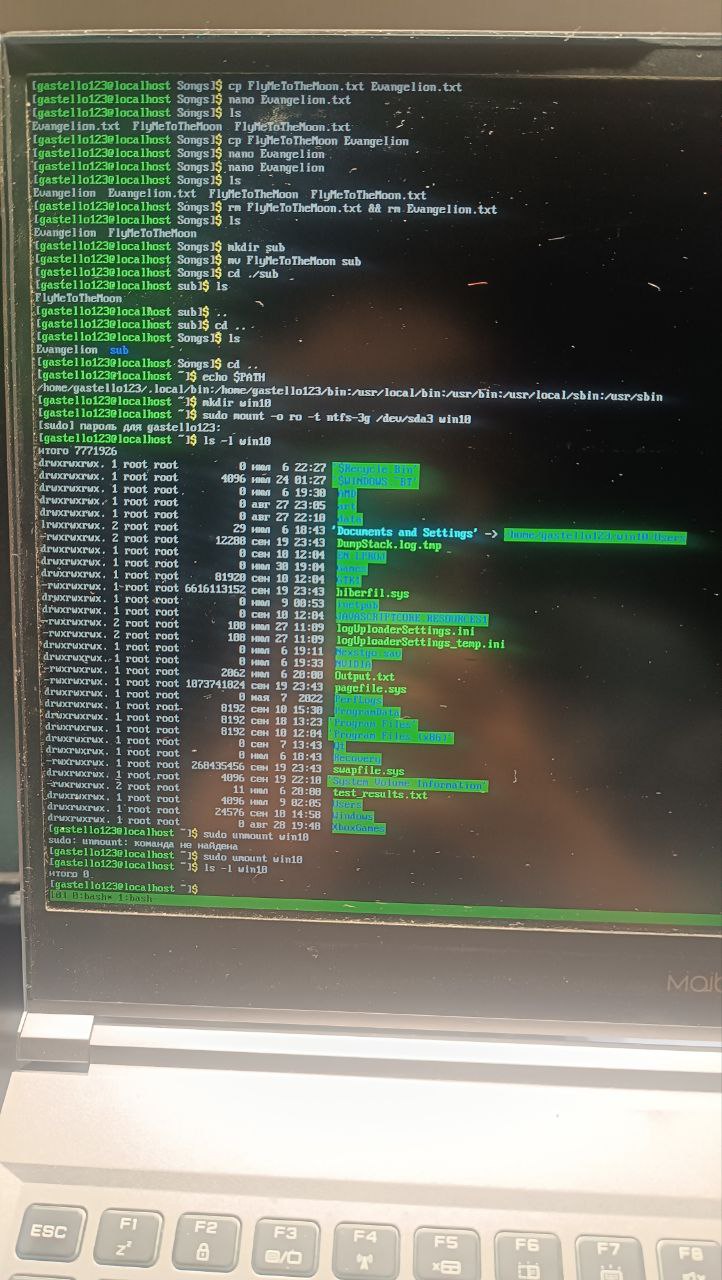 [gastello123@localhost Songs]$ cp FlyMeToTheMoon.txt Evangelion.txt
[gastello123@localhost Songs]$ nano Evangelion.txt
[gastello123@localhost Songs]$ ls
Evangelion.txt  FlyMeToTheMoon  FlyMeToTheMoon.txt
[gastello123@localhost Songs]$ cp FlyMeToTheMoon Evangelion
[gastello123@localhost Songs]$ nano Evangelion
[gastello123@localhost Songs]$ nano Evangelion
[gastello123@localhost Songs]$ ls
Evangelion  Evangelion.txt  FlyMeToTheMoon  FlyMeToTheMoon.txt
[gastello123@localhost Songs]$ rm FlyMeToTheMoon.txt && rm Evangelion.txt
[gastello123@localhost Songs]$ ls
Evangelion  FlyMeToTheMoon
[gastello123@localhost Songs]$ mkdir sub
[gastello123@localhost Songs]$ mv FlyMeToTheMoon sub
[gastello123@localhost Songs]$ cd ./sub
[gastello123@localhost sub]$ ls
FlyMeToTheMoon
[gastello123@localhost sub]$ ..
[gastello123@localhost sub]$ cd ..
[gastello123@localhost Songs]$ ls
Evangelion  sub
[gastello123@localhost Songs]$ cd ..
[gastello123@localhost ~]$ echo $PATH
/home/gastello123/.local/bin:/home/gastello123/bin:/usr/local/bin:/usr/bin:/usr/local/sbin:/usr/sbin
[gastello123@localhost ~]$ mkdir win10
[gastello123@localhost ~]$ sudo mount -o ro -t ntfs-3g /dev/sda3 win10
[sudo] пароль для gastello123:
[gastello123@localhost ~]$ ls -l win10
итого 7771926
drwxrwxrwx. 1 root root 0 июл 6 22:27 '$Recycle.Bin'
drwxrwxrwx. 1 root root 4096 июл 24 01:27 '$WINDOWS.~BT'
drwxrwxrwx. 1 root root 0 июл 6 19:30 AMD
drwxrwxrwx. 1 root root 0 авг 27 23:05 art
drwxrwxrwx. 1 root root 0 авг 27 22:10 data
lrwxrwxrwx. 2 root root 29 июл 6 18:43 'Documents and Settings' -> /home/gastello123/win10/Users
-rwxrwxrwx. 1 root root 12288 сен 19 23:43 DumpStack.log.tmp
drwxrwxrwx. 1 root root 0 сен 10 12:04 EN.LPROJ
drwxrwxrwx. 1 root root 0 июл 30 19:04 Games
drwxrwxrwx. 1 root root 81920 сен 10 12:04 GTK1
-rwxrwxrwx. 1 root root 6616113152 сен 19 23:43 hiberfil.sys
drwxrwxrwx. 1 root root 0 июл 9 00:53 inetpub
drwxrwxrwx. 1 root root 0 сен 10 12:04 JAVASCRIPTCORE.RESOURCES1
-rwxrwxrwx. 2 root root 108 июл 27 11:09 logUploaderSettings.ini
-rwxrwxrwx. 2 root root 108 июл 27 11:09 logUploaderSettings_temp.ini
drwxrwxrwx. 1 root root 0 июл 6 19:11
drwxrwxrwx. 1 root root 0 июл 6 19:33 NVIDIA
-rwxrwxrwx. 1 root root 2062 июл 6 20:08 Output.txt
-rwxrwxrwx. 1 root root 1073741824 сен 19 23:43 pagefile.sys
drwxrwxrwx. 1 root root 0 мая 7 2022 PerfLogs
drwxrwxrwx. 1 root root 8192 сен 10 15:30 ProgramData
drwxrwxrwx. 1 root root 8192 сен 18 13:23 'Program Files'
drwxrwxrwx. 1 root root 8192 сен 10 12:04 'Program Files (x86)'
drwxrwxrwx. 1 root root 0 сен 7 13:43 Qt
drwxrwxrwx. 1 root root 0 июл 6 18:43 Recovery
-rwxrwxrwx. 1 root root 268435456 сен 19 23:43 swapfile.sys
drwxrwxrwx. 1 root root 4096 сен 19 22:10 'System Volume Information'
-rwxrwxrwx. 2 root root 11 июл 6 20:08 test_results.txt
drwxrwxrwx. 1 root root 4096 июл 9 02:05 Users
drwxrwxrwx. 1 root root 24576 сен 18 14:58 Windows
drwxrwxrwx. 1 root root 0 авг 28 19:48 XboxGames
[gastello123@localhost ~]$ sudo unmount win10
sudo: unmount: команда не найдена
[gastello123@localhost ~]$ sudo umount win10
[gastello123@localhost ~]$ ls -l win10
итого 0
[gastello123@localhost ~]$
[0] 0:bash* 1:bash-
ESC
F1
F2
F3
F4
F5
F6
F7
F8